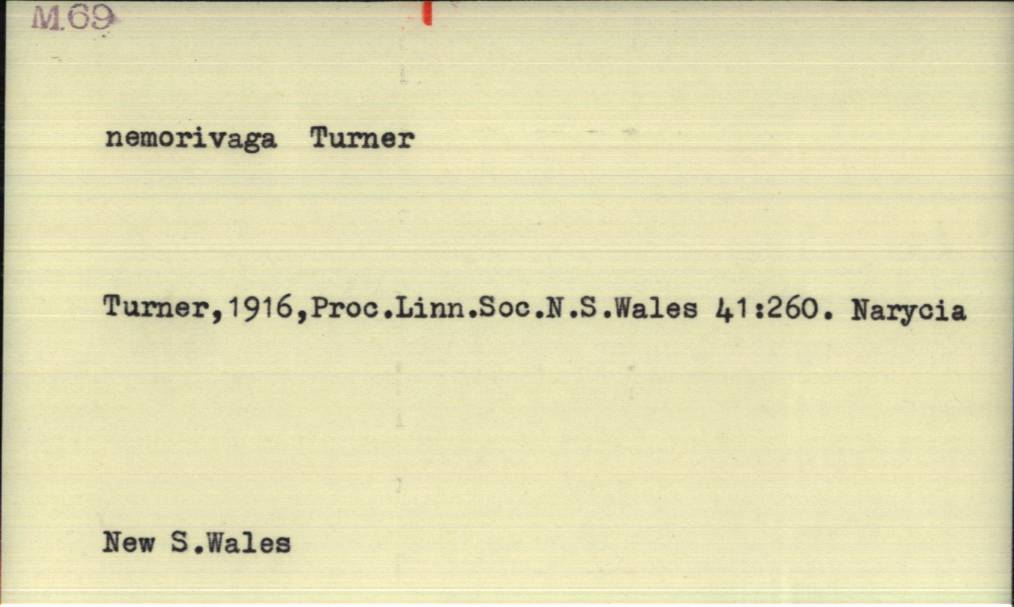 M.69
nemorivaga Turner
Turner,1916,Proc.Linn.Soc.N.S.Wales 41:260. Narycia
New S.Wales